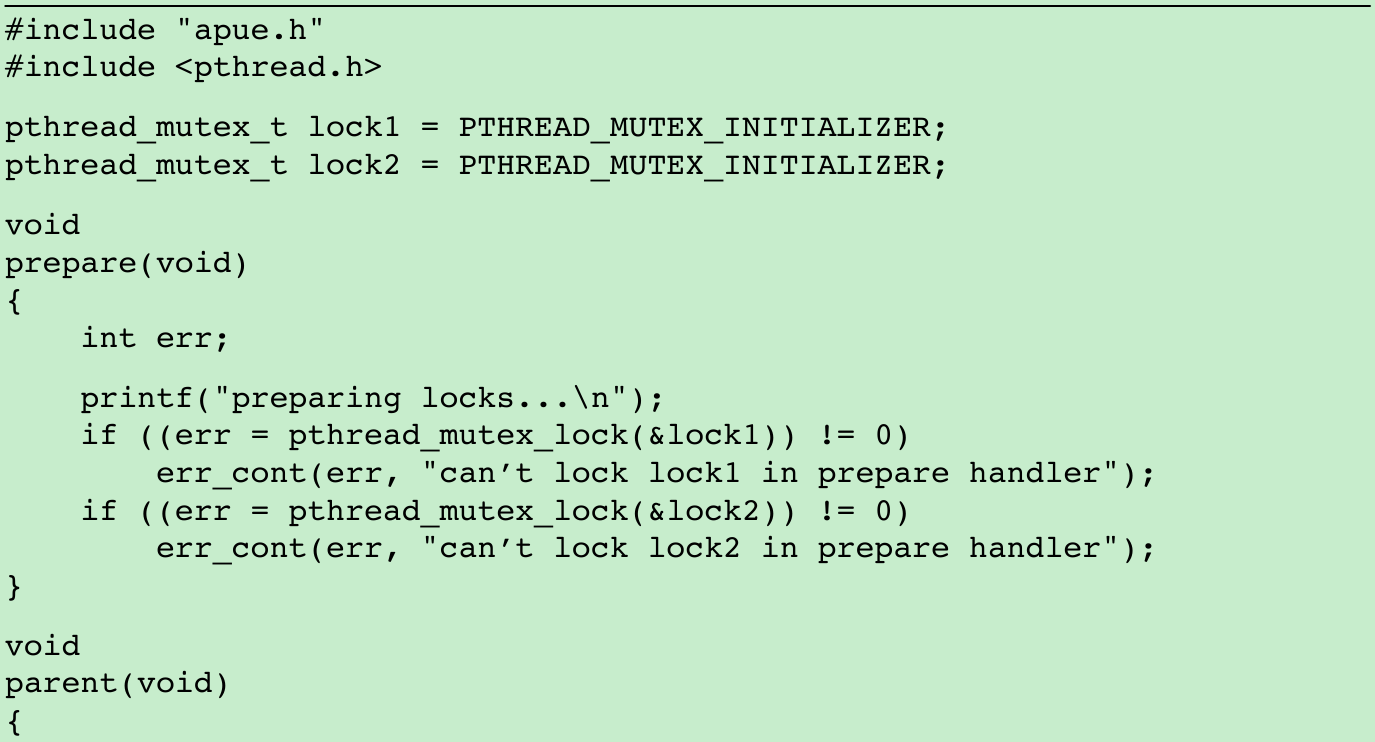 #include "apue.h"
#include <pthread.h>
pthread_mutex_t lock1 = PTHREAD_MUTEX_INITIALIZER;
pthread_mutex_t lock2 = PTHREAD_MUTEX_INITIALIZER;
void
prepare(void)
{
    int err;
    printf("preparing locks...\n");
    if ((err = pthread_mutex_lock(&lock1)) != 0)
        err_cont(err, "can’t lock lock1 in prepare handler");
    if ((err = pthread_mutex_lock(&lock2)) != 0)
        err_cont(err, "can’t lock lock2 in prepare handler");
}
void
parent(void)
{